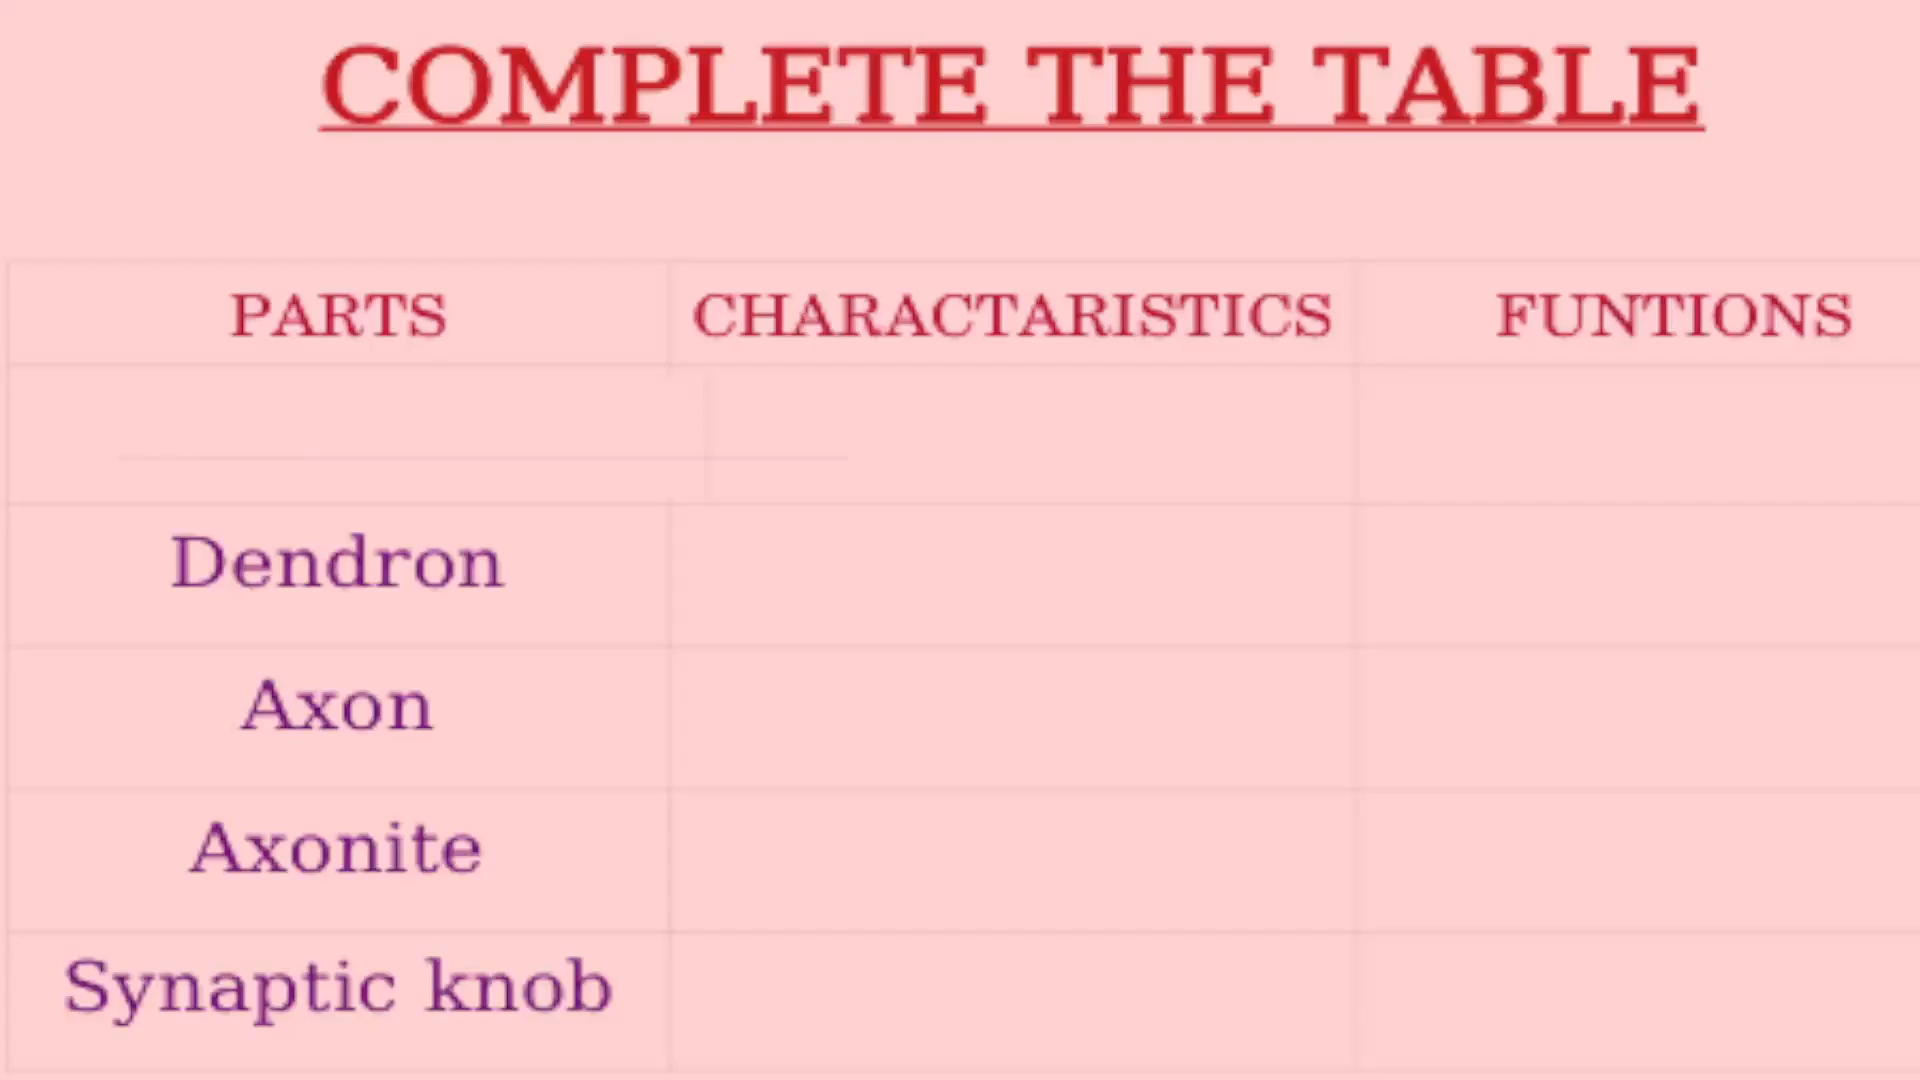 COMPLETE THE TABLE
PARTS CHARACTARISTICS FUNTIONS
Dendron
Axon
Axonite
Synaptic knob